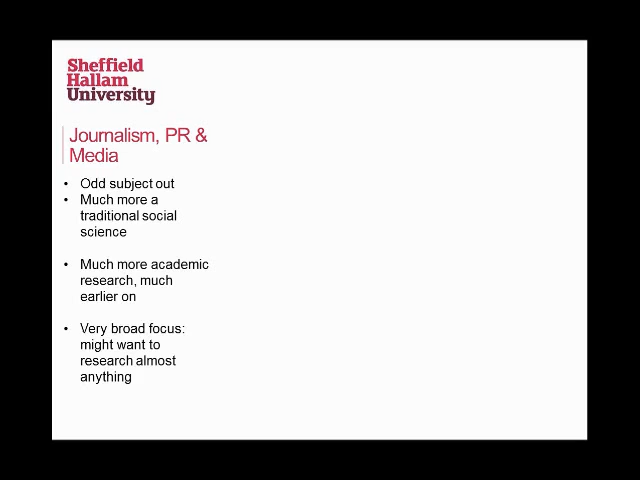 Sheffield
Hallam
University
Journalism, PR &
Media
• Odd subject out
• Much more a
traditional social
science
• Much more academic
research, much
earlier on
• Very broad focus:
might want to
research almost
anything